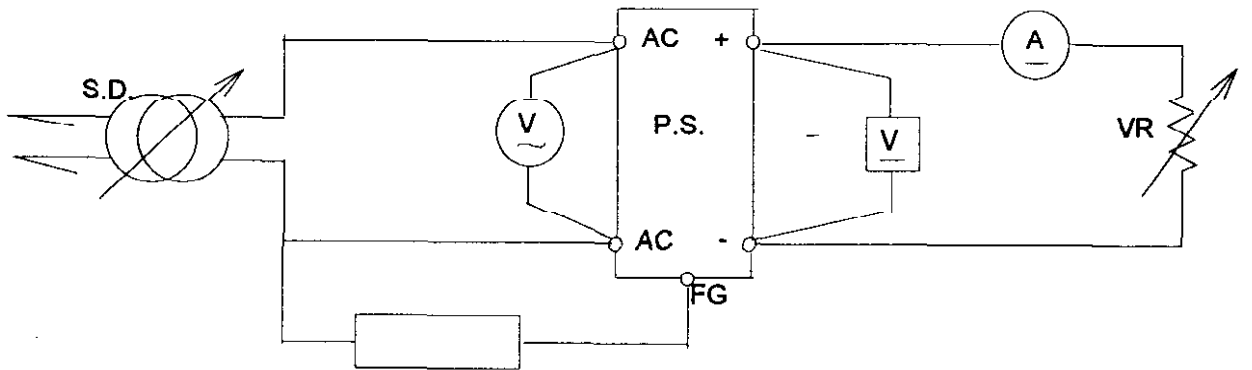 S.D.
AC +
V
P.S.
V
AC -
FG
A
VR